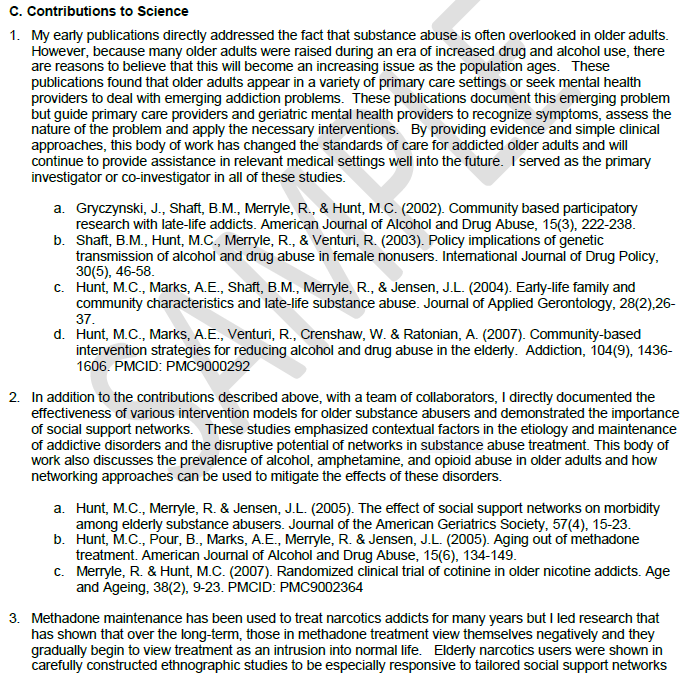 C. Contributions to Science
1. My early publications directly addressed the fact that substance abuse is often overlooked in older adults.
However, because many older adults were raised during an era of increased drug and alcohol use, there
are reasons to believe that this will become an increasing issue as the population ages. These
publications found that older adults appear in a variety of primary care settings or seek mental health
providers to deal with emerging addiction problems. These publications document this emerging problem
but guide primary care providers and geriatric mental health providers to recognize symptoms, assess the
nature of the problem and apply the necessary interventions. By providing evidence and simple clinical
approaches, this body of work has changed the standards of care for addicted older adults and will
continue to provide assistance in relevant medical settings well into the future. I served as the primary
investigator or co-investigator in all of these studies.
a. Gryczynski, J., Shaft, B.M., Merryle, R., & Hunt, M.C. (2002). Community based participatory
research with late-life addicts. American Journal of Alcohol and Drug Abuse, 15(3), 222-238.
b. Shaft, B.M., Hunt, M.C., Merryle, R., & Venturi, R. (2003). Policy implications of genetic
transmission of alcohol and drug abuse in female nonusers. International Journal of Drug Policy,
30(5), 46-58.
c. Hunt, M.C., Marks, A.E., Shaft, B.M., Merryle, R., & Jensen, J.L. (2004). Early-life family and
community characteristics and late-life substance abuse. Journal of Applied Gerontology, 28(2),26-
37.
d. Hunt, M.C., Marks, A.E., Venturi, R., Crenshaw, W. & Ratonian, A. (2007). Community-based
intervention strategies for reducing alcohol and drug abuse in the elderly. Addiction, 104(9), 1436-
1606. PMCID: PMC9000292
2. In addition to the contributions described above, with a team of collaborators, I directly documented the
effectiveness of various intervention models for older substance abusers and demonstrated the importance
of social support networks. These studies emphasized contextual factors in the etiology and maintenance
of addictive disorders and the disruptive potential of networks in substance abuse treatment. This body of
work also discusses the prevalence of alcohol, amphetamine, and opioid abuse in older adults and how
networking approaches can be used to mitigate the effects of these disorders.
a. Hunt, M.C., Merryle, R. & Jensen, J.L. (2005). The effect of social support networks on morbidity
among elderly substance abusers. Journal of the American Geriatrics Society, 57(4), 15-23.
b. Hunt, M.C., Pour, B., Marks, A.E., Merryle, R. & Jensen, J.L. (2005). Aging out of methadone
treatment. American Journal of Alcohol and Drug Abuse, 15(6), 134-149.
c. Merryle, R. & Hunt, M.C. (2007). Randomized clinical trial of cotinine in older nicotine addicts. Age
and Ageing, 38(2), 9-23. PMCID: PMC9002364
3. Methadone maintenance has been used to treat narcotics addicts for many years but I led research that
has shown that over the long-term, those in methadone treatment view themselves negatively and they
gradually begin to view treatment as an intrusion into normal life. Elderly narcotics users were shown in
carefully constructed ethnographic studies to be especially responsive to tailored social support networks
SAMPLE